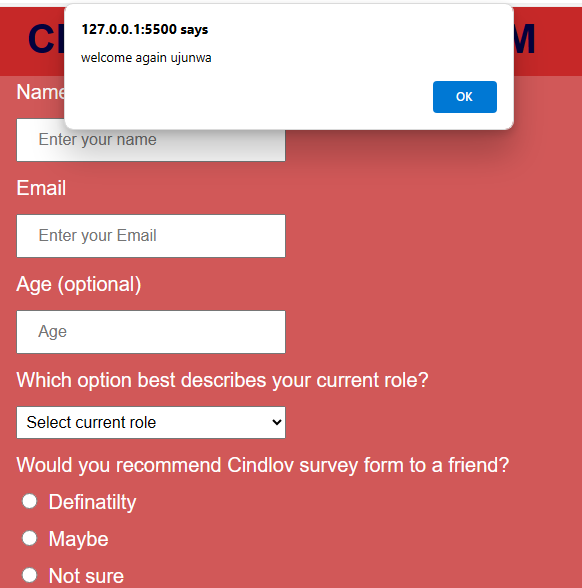 127.0.0.1:5500 says
welcome again ujunwa
OK
Name
Enter your name
Email
Enter your Email
Age (optional)
Age
Which option best describes your current role?
Select current role
Would you recommend Cindlov survey form to a friend?
Definatilty
Maybe
Not sure